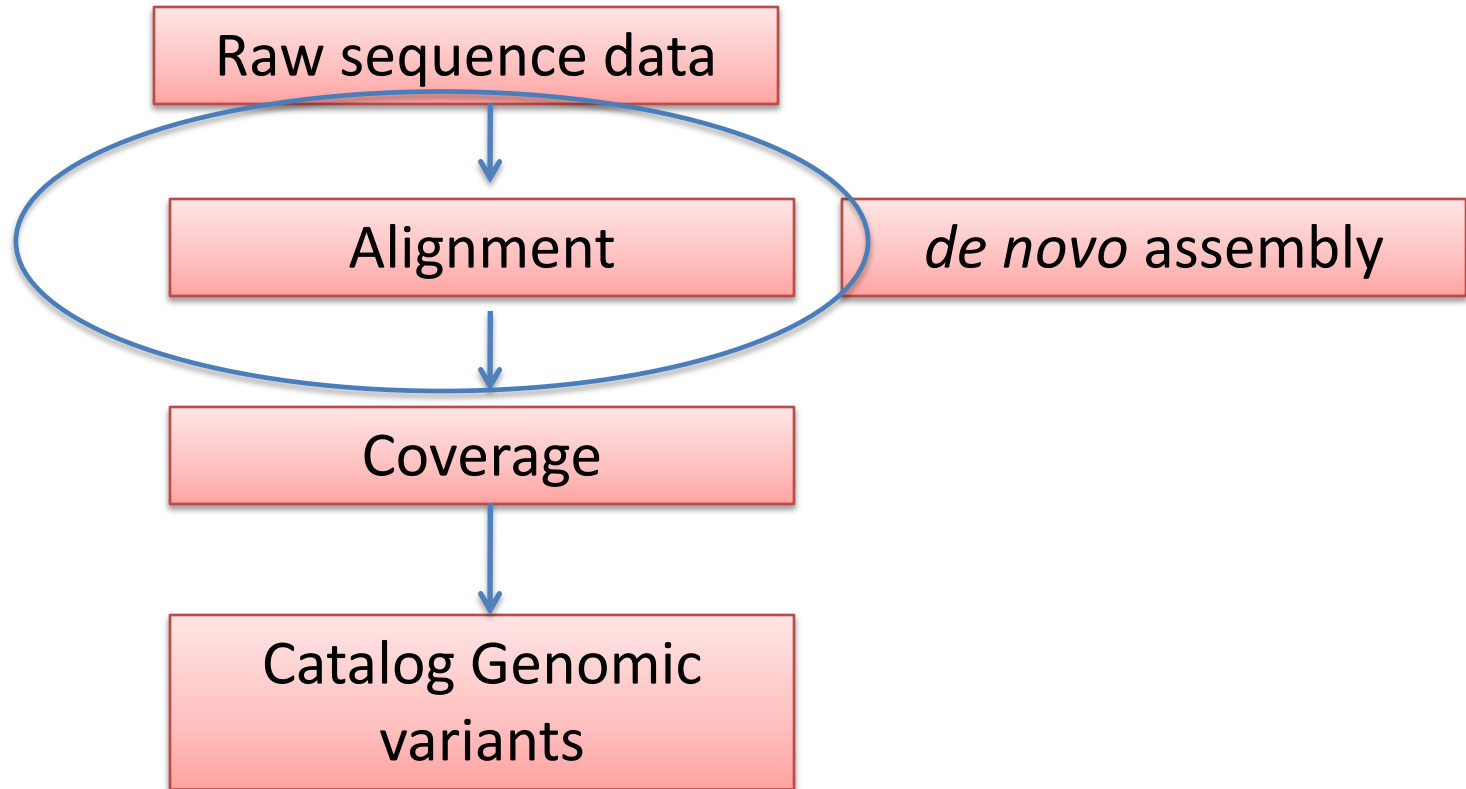 Raw sequence data
Alignment
de novo assembly
Coverage
Catalog Genomic
variants